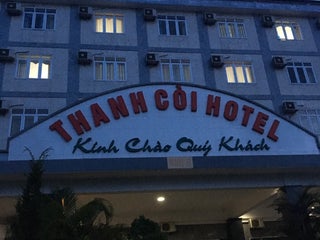 THANH CÒI HOTEL
Kính Chào Quý Khách